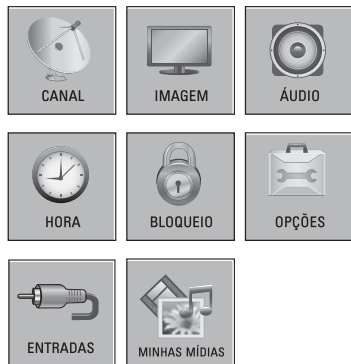 CANAL
IMAGEM
ÁUDIO
HORA
BLOQUEIO
OPÇÕES
ENTRADAS
MINHAS MÍDIAS